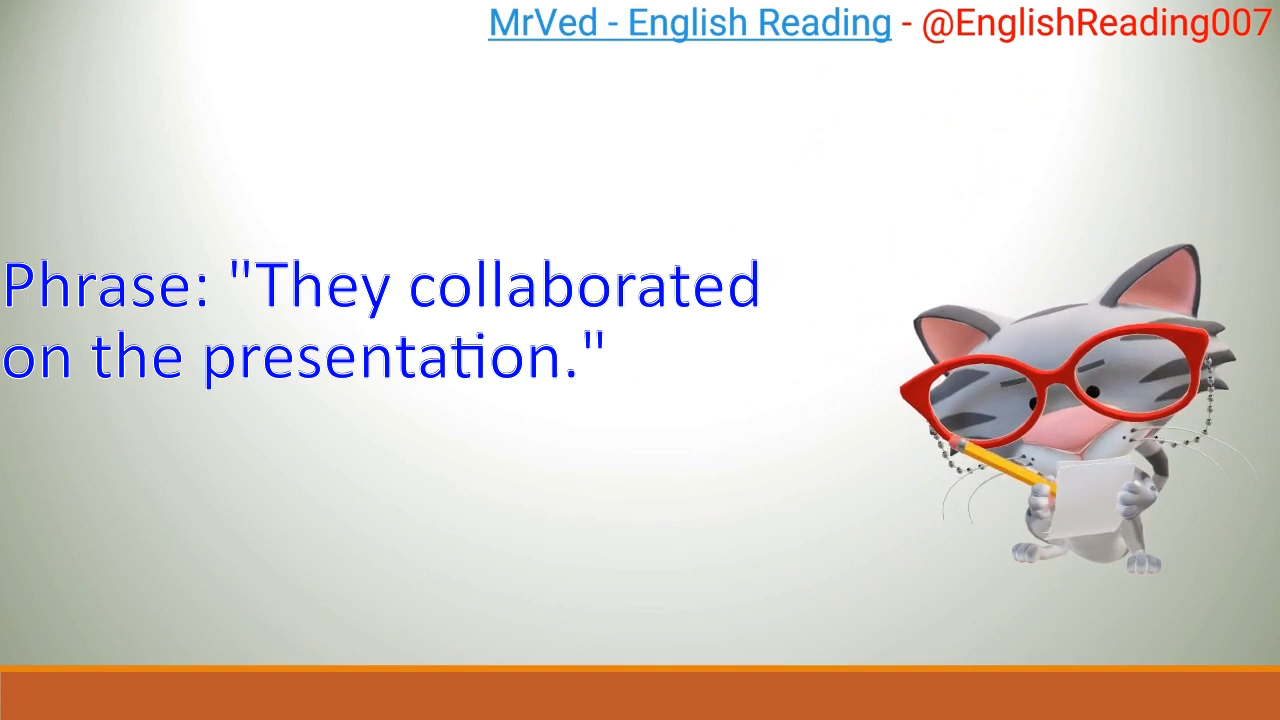 MrVed - English Reading - @EnglishReading007
Phrase: "They collaborated
on the presentation."